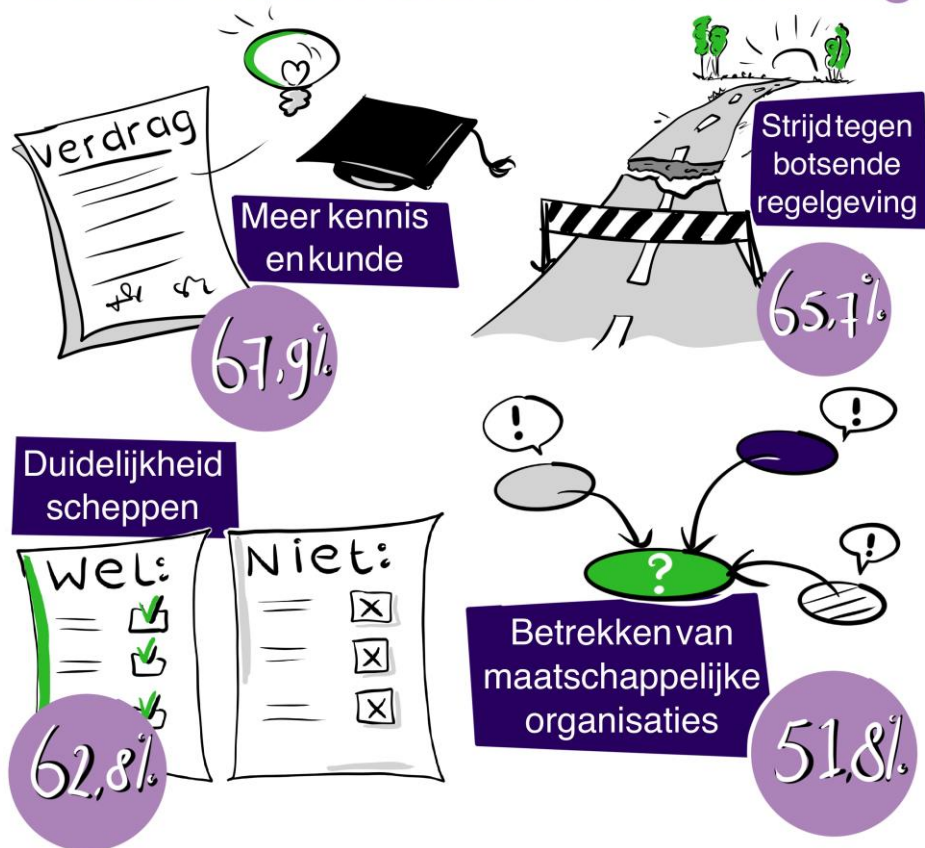 verdrag
Meer kennis
en kunde
67,9%
Strijd tegen
botsende
regelgeving
65,7%
Duidelijkheid
scheppen
Wel:
Niet:
62,8%
!
!
!
?
Betrekken van
maatschappelijke
organisaties
51,8%